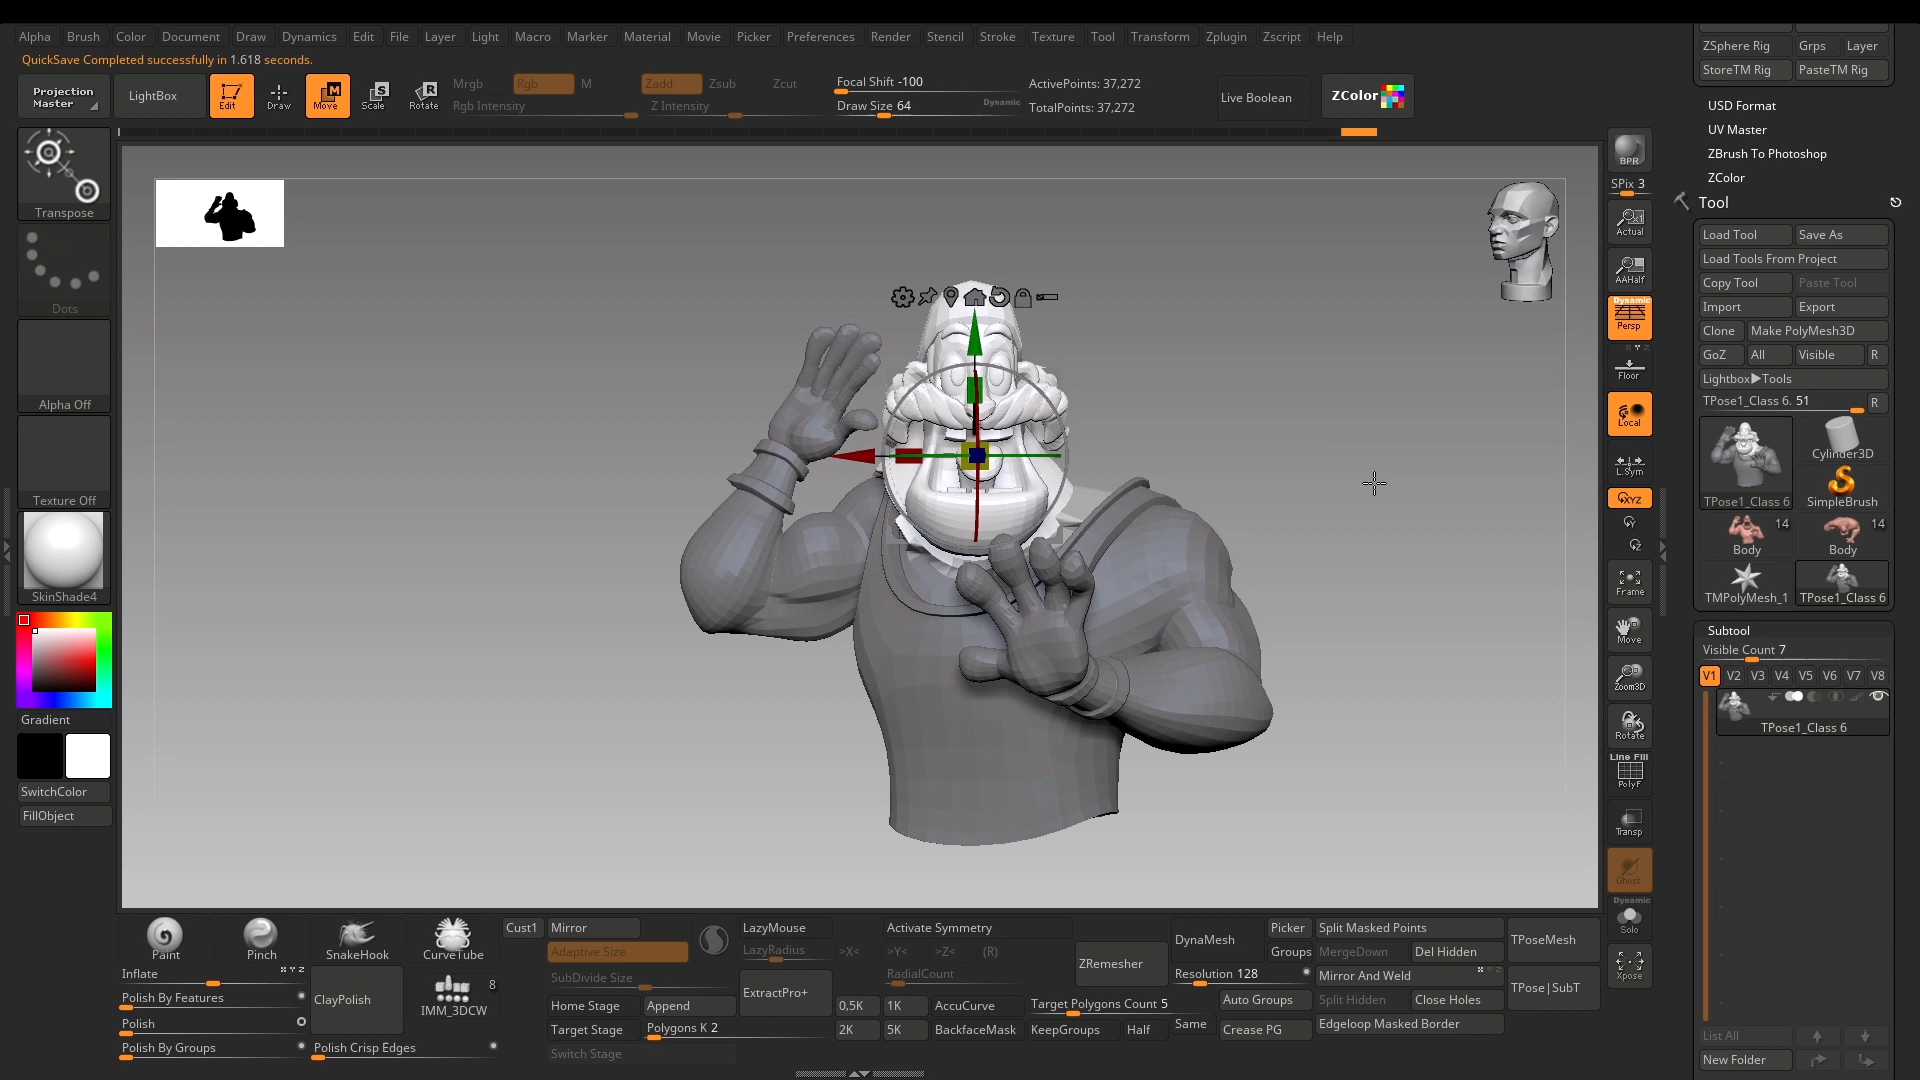 Alpha Brush Color Document Draw Dynamics Edit File Layer Light Macro Marker Material Movie Picker Preferences Render Stencil Stroke Texture Tool Transform Zplugin Zscript Help
QuickSave Completed successfully in 1.618 seconds.
Projection Master
LightBox
Edit
Draw
Move
Scale
Rotate
Mrgb Rgb M
Rgb Intensity
Zadd Zsub Zcut
Z Intensity
Focal Shift -100
Draw Size 64
Dynamic
ActivePoints: 37,272
TotalPoints: 37,272
Live Boolean
ZColor
Transpose
Dots
Alpha Off
Texture Off
SkinShade4
Gradient
SwitchColor
FillObject
BPR
SPix 3
Actual
AAHalf
Dynamic
Persp
Floor
Local
L.Sym
XYZ
Y
Z
Frame
Move
Zoom3D
Rotate
Line Fill
PolyF
Transp
Ghost
Dynamic
Solo
Xpose
ZSphere Rig Grps Layer
StoreTM Rig PasteTM Rig
USD Format
UV Master
ZBrush To Photoshop
ZColor
Tool
Load Tool Save As
Load Tools From Project
Copy Tool Paste Tool
Import Export
Clone Make PolyMesh3D
GoZ All Visible R
Lightbox▶Tools
TPose1_Class 6. 51 R
TPose1_Class 6
Cylinder3D
SimpleBrush
14
Body
14
Body
TMPolyMesh_1
TPose1_Class 6
Subtool
Visible Count 7
V1 V2 V3 V4 V5 V6 V7 V8
TPose1_Class 6
List All
New Folder
Paint
Pinch
SnakeHook
CurveTube
Inflate
Polish By Features
Polish
Polish By Groups
ClayPolish
8
IMM_3DCW
Polish Crisp Edges
Cust1
Mirror
Adaptive Size
SubDivide Size
Home Stage Append
Target Stage Polygons K 2
Switch Stage
LazyMouse
LazyRadius
ExtractPro+
Activate Symmetry
>X< >Y< >Z< (R)
RadialCount
0,5K 1K AccuCurve
2K 5K BackfaceMask
ZRemesher
Target Polygons Count 5
KeepGroups Half Same
DynaMesh
Resolution 128
Picker
Groups
Auto Groups
Crease PG
Split Masked Points
MergeDown Del Hidden
Mirror And Weld
Split Hidden Close Holes
Edgeloop Masked Border
TPoseMesh
TPose|SubT